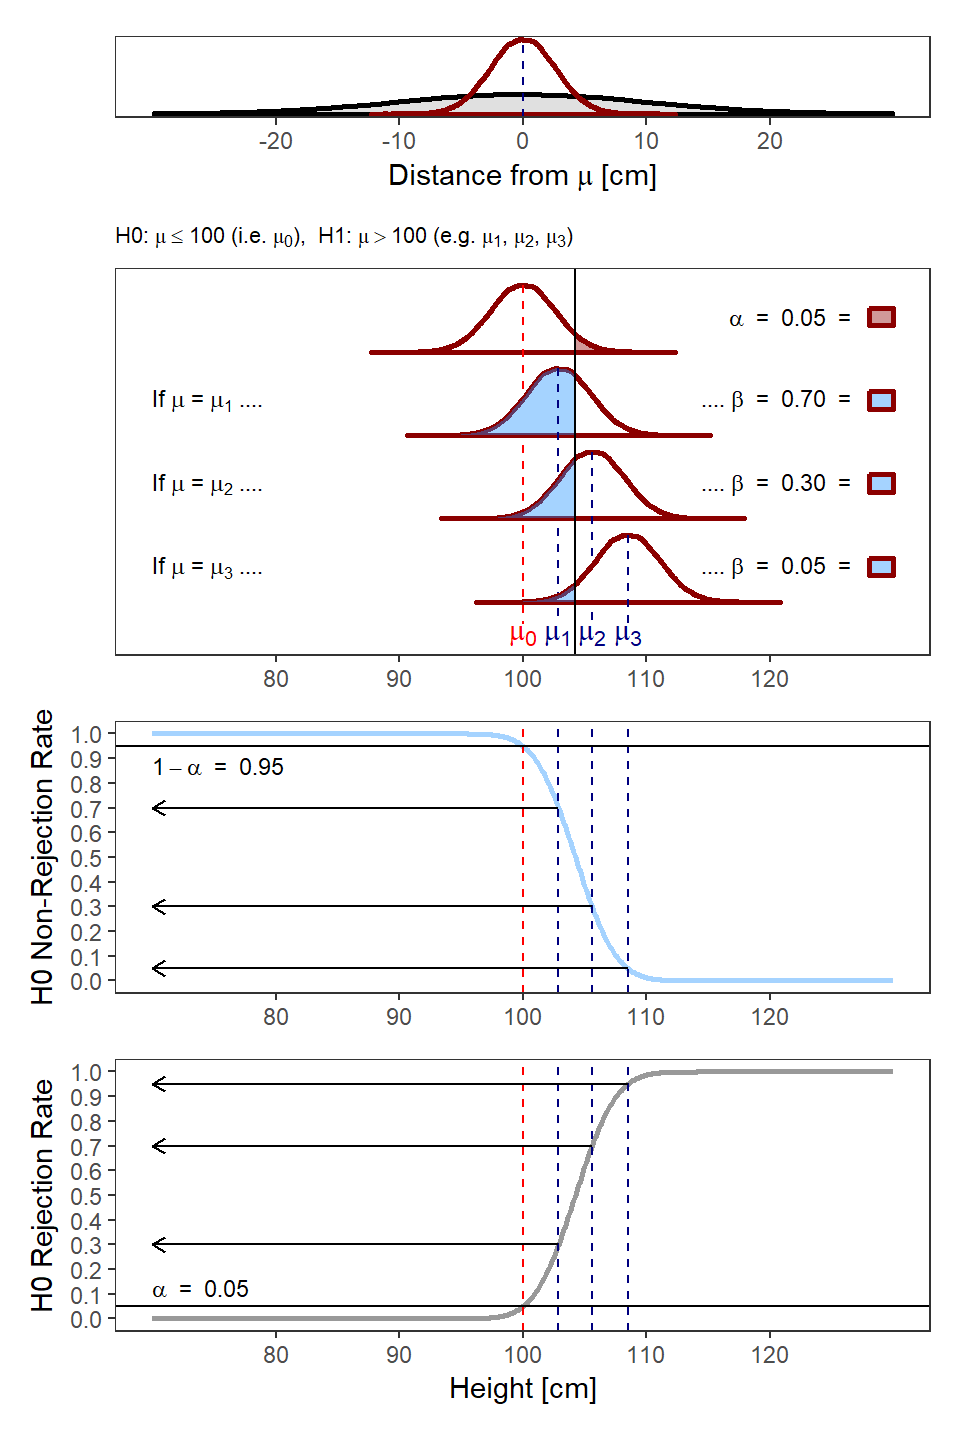 -20 -10 0 10 20
Distance from μ [cm]
H0: μ ≤ 100 (i.e. μ₀),  H1: μ > 100 (e.g. μ₁, μ₂, μ₃)
α = 0.05 =
If μ = μ₁ .... .... β = 0.70 =
If μ = μ₂ .... .... β = 0.30 =
If μ = μ₃ .... .... β = 0.05 =
μ₀ μ₁ μ₂ μ₃
80 90 100 110 120
H0 Non-Rejection Rate
1.0
0.9
1 – α = 0.95
0.8
0.7
0.6
0.5
0.4
0.3
0.2
0.1
0.0
80 90 100 110 120
H0 Rejection Rate
1.0
0.9
0.8
0.7
0.6
0.5
0.4
0.3
0.2
α = 0.05
0.1
0.0
80 90 100 110 120
Height [cm]